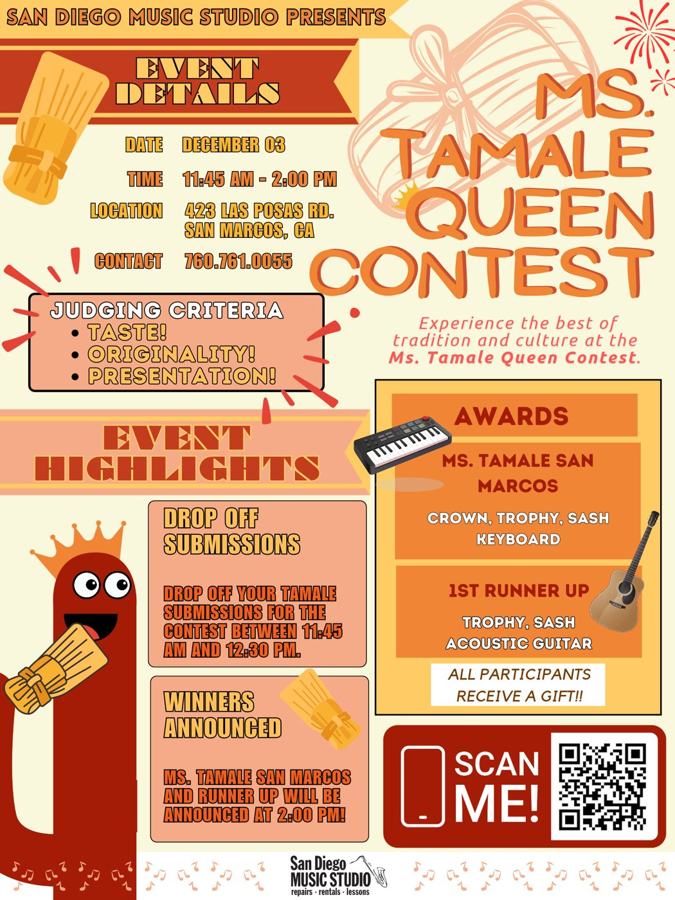 SAN DIEGO MUSIC STUDIO PRESENTS
EVENT
DETAILS
DATE DECEMBER 03
TIME 11:45 AM - 2:00 PM
LOCATION 423 LAS POSAS RD.
SAN MARCOS, CA
CONTACT 760.761.0055
MS.
TAMALE
QUEEN
CONTEST
Experience the best of
tradition and culture at the
Ms. Tamale Queen Contest.
JUDGING CRITERIA
• TASTE!
• ORIGINALITY!
• PRESENTATION!
EVENT
HIGHLIGHTS
DROP OFF
SUBMISSIONS
DROP OFF YOUR TAMALE
SUBMISSIONS FOR THE
CONTEST BETWEEN 11:45
AM AND 12:30 PM.
WINNERS
ANNOUNCED
MS. TAMALE SAN MARCOS
AND RUNNER UP WILL BE
ANNOUNCED AT 2:00 PM!
AWARDS
MS. TAMALE SAN
MARCOS
CROWN, TROPHY, SASH
KEYBOARD
1ST RUNNER UP
TROPHY, SASH
ACOUSTIC GUITAR
ALL PARTICIPANTS
RECEIVE A GIFT!!
SCAN
ME!
San Diego
MUSIC STUDIO
repairs · rentals · lessons